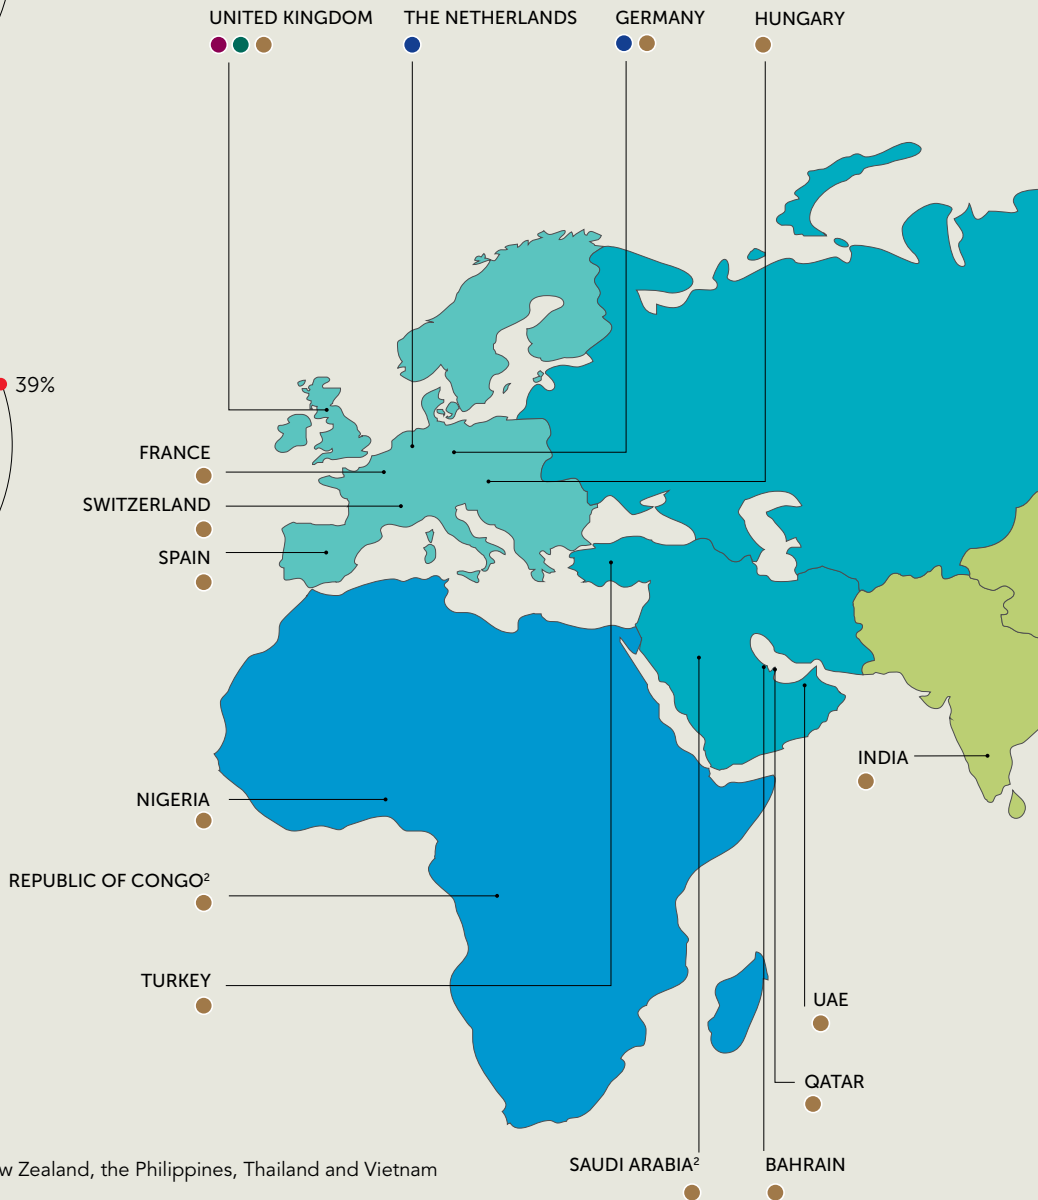 UNITED KINGDOM
THE NETHERLANDS
GERMANY
HUNGARY
39%
FRANCE
SWITZERLAND
SPAIN
INDIA
NIGERIA
REPUBLIC OF CONGO²
TURKEY
UAE
QATAR
SAUDI ARABIA²
BAHRAIN
w Zealand, the Philippines, Thailand and Vietnam